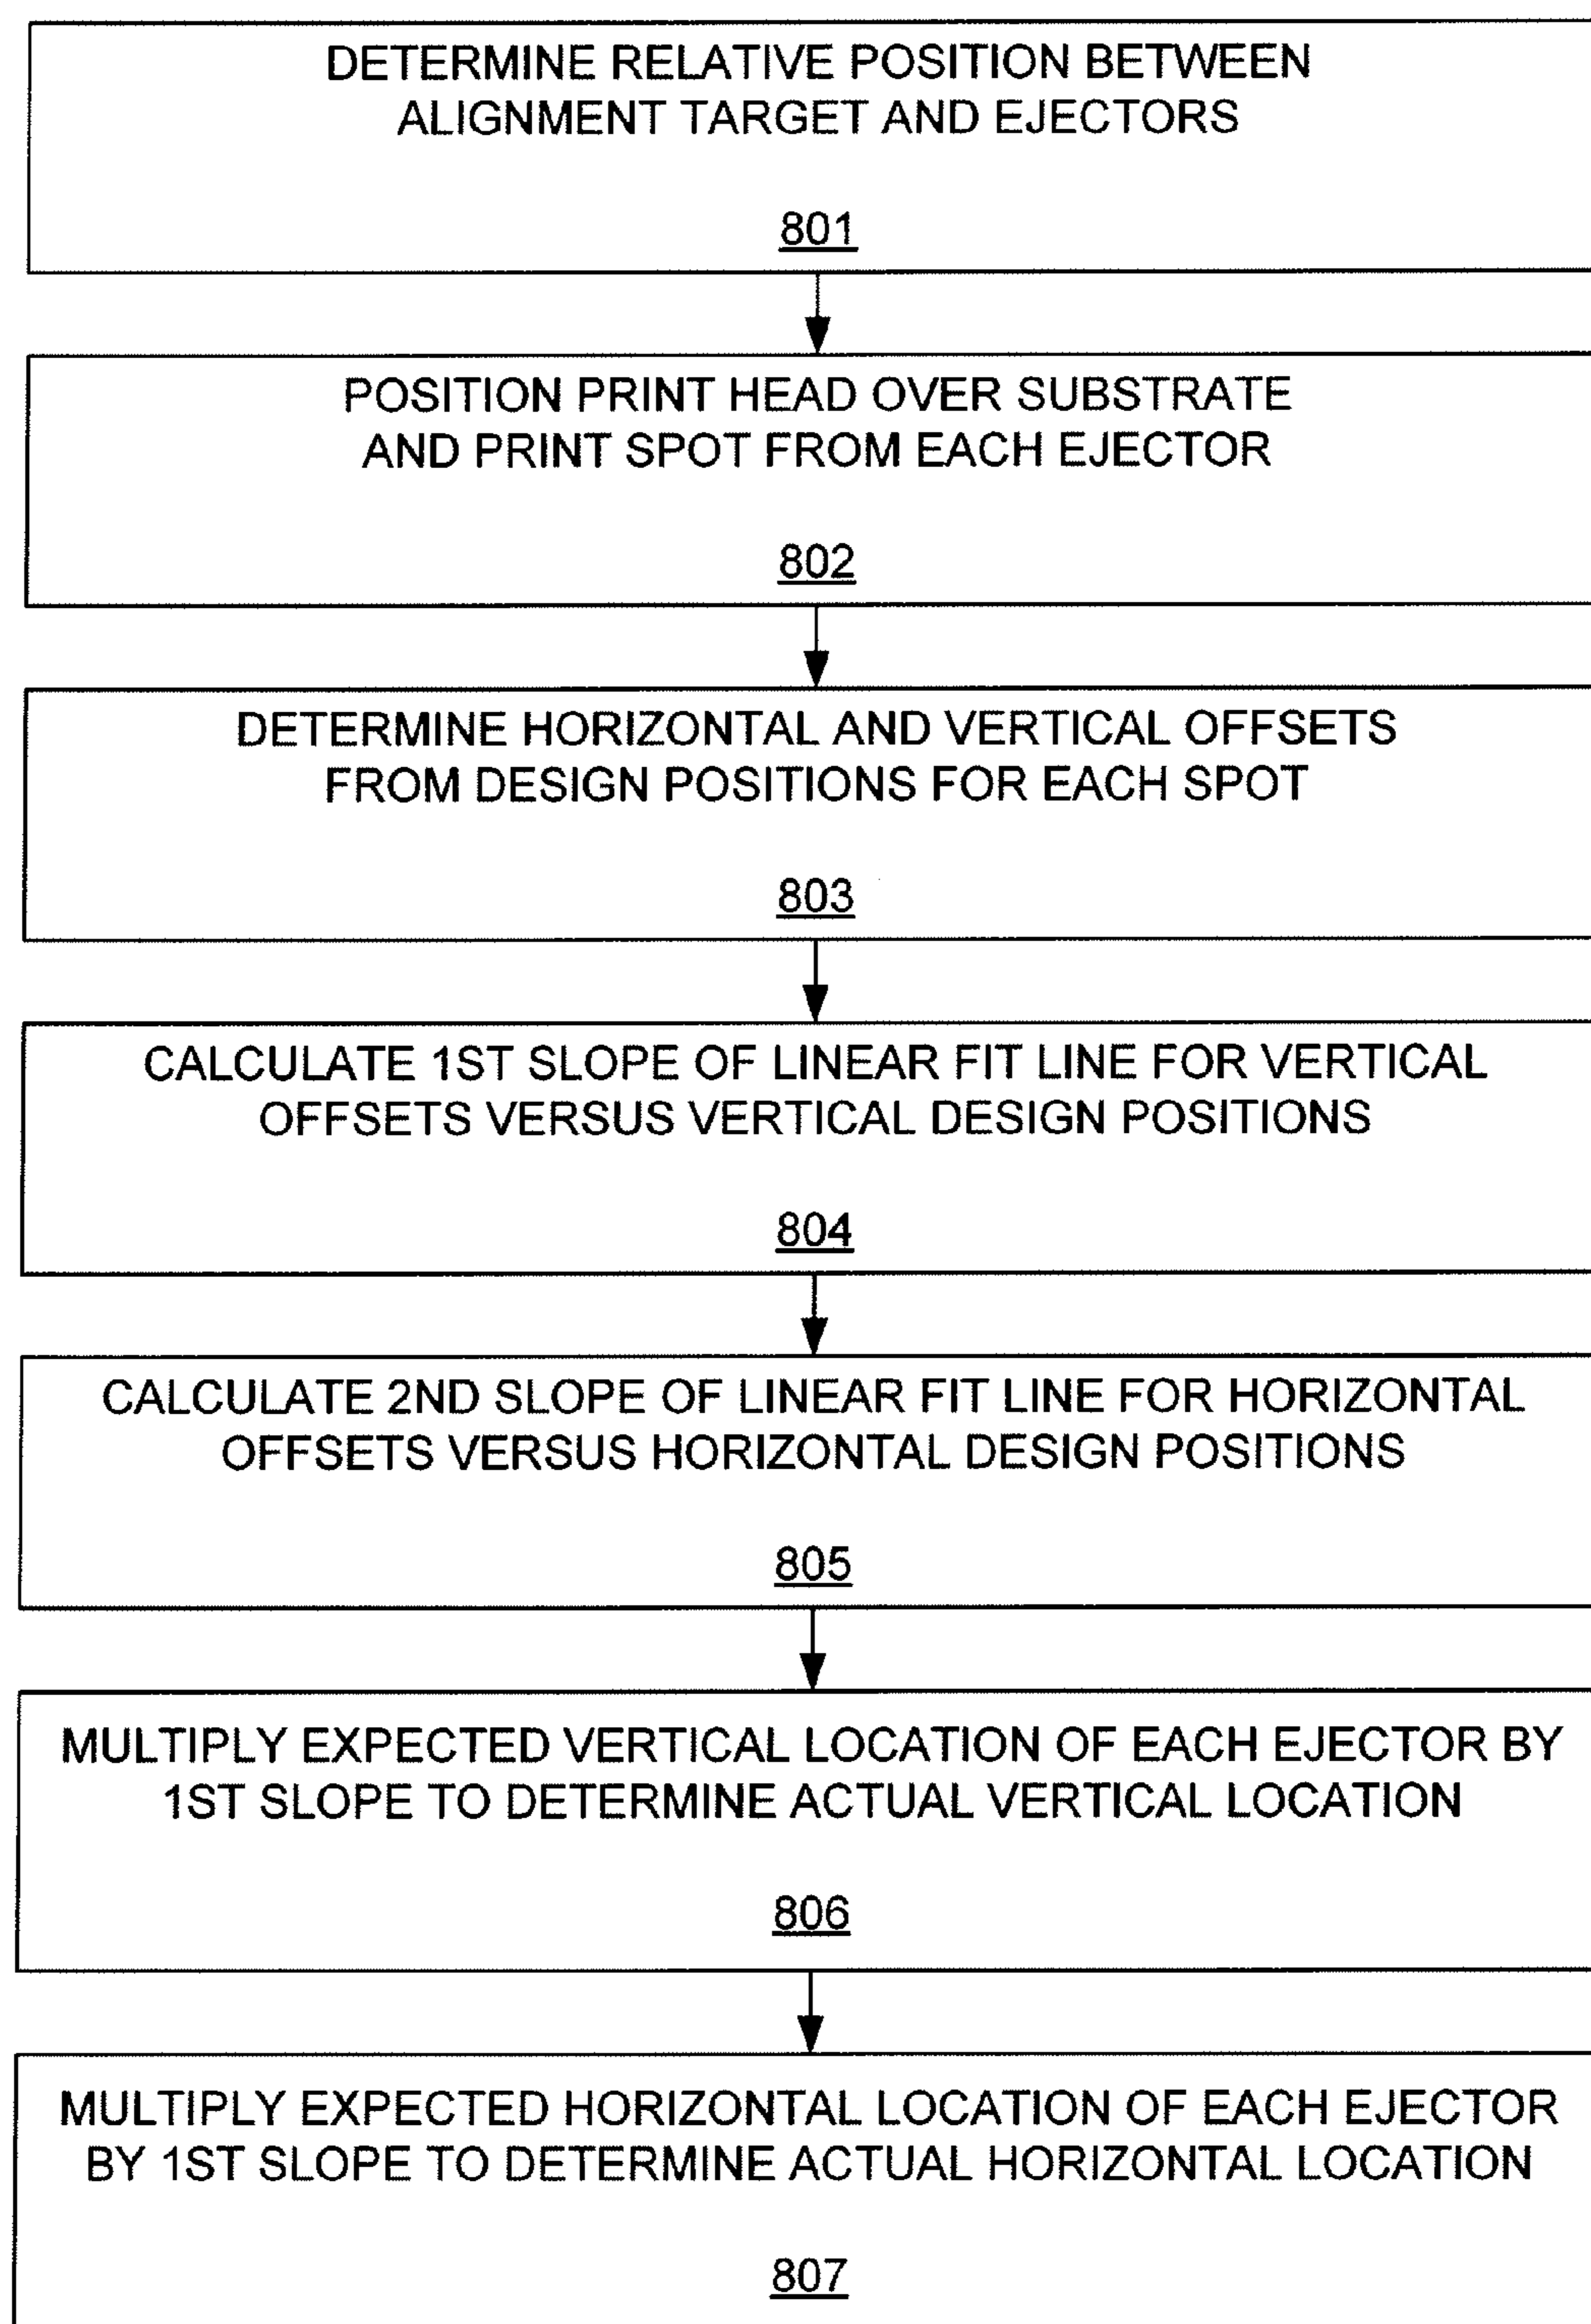 DETERMINE RELATIVE POSITION BETWEEN
ALIGNMENT TARGET AND EJECTORS
801
POSITION PRINT HEAD OVER SUBSTRATE
AND PRINT SPOT FROM EACH EJECTOR
802
DETERMINE HORIZONTAL AND VERTICAL OFFSETS
FROM DESIGN POSITIONS FOR EACH SPOT
803
CALCULATE 1ST SLOPE OF LINEAR FIT LINE FOR VERTICAL
OFFSETS VERSUS VERTICAL DESIGN POSITIONS
804
CALCULATE 2ND SLOPE OF LINEAR FIT LINE FOR HORIZONTAL
OFFSETS VERSUS HORIZONTAL DESIGN POSITIONS
805
MULTIPLY EXPECTED VERTICAL LOCATION OF EACH EJECTOR BY
1ST SLOPE TO DETERMINE ACTUAL VERTICAL LOCATION
806
MULTIPLY EXPECTED HORIZONTAL LOCATION OF EACH EJECTOR
BY 1ST SLOPE TO DETERMINE ACTUAL HORIZONTAL LOCATION
807